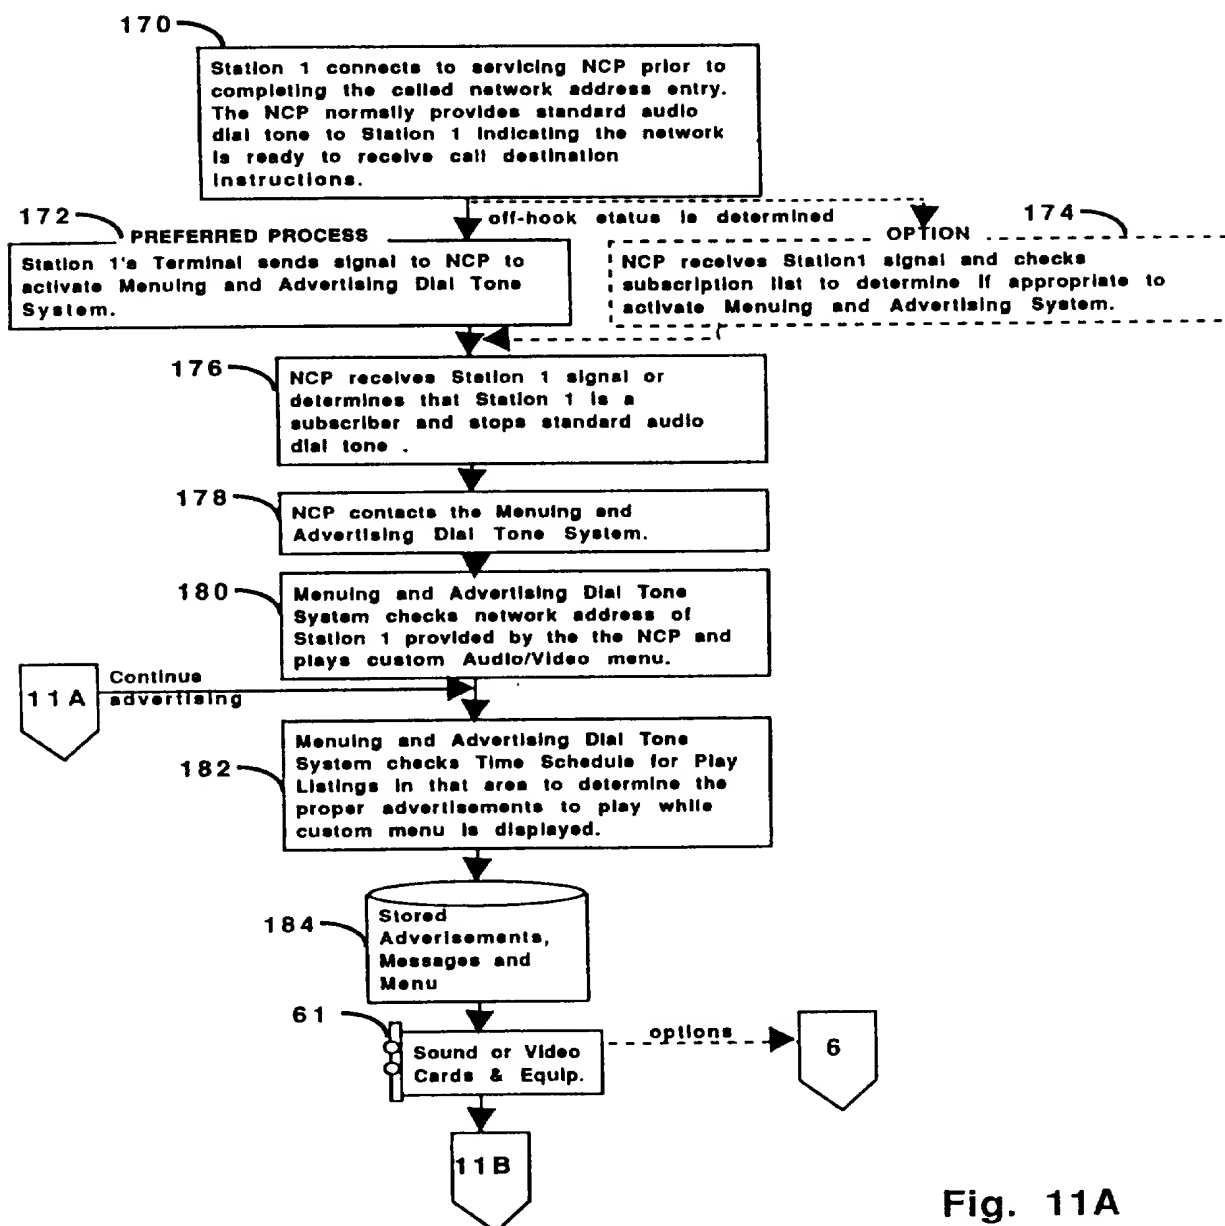 170
Station 1 connects to servicing NCP prior to
completing the called network address entry.
The NCP normally provides standard audio
dial tone to Station 1 indicating the network
is ready to receive call destination
instructions.
off-hook status is determined
172
PREFERRED PROCESS
Station 1's Terminal sends signal to NCP to
activate Menuing and Advertising Dial Tone
System.
174
OPTION
NCP receives Station1 signal and checks
subscription list to determine if appropriate to
activate Menuing and Advertising System.
176
NCP receives Station 1 signal or
determines that Station 1 is a
subscriber and stops standard audio
dial tone .
178
NCP contacts the Menuing and
Advertising Dial Tone System.
180
Menuing and Advertising Dial Tone
System checks network address of
Station 1 provided by the the NCP and
plays custom Audio/Video menu.
11A
Continue
advertising
182
Menuing and Advertising Dial Tone
System checks Time Schedule for Play
Listings in that area to determine the
proper advertisements to play while
custom menu is displayed.
184
Stored
Adverisements,
Messages and
Menu
61
Sound or Video
Cards & Equip.
options
6
11B
Fig. 11A